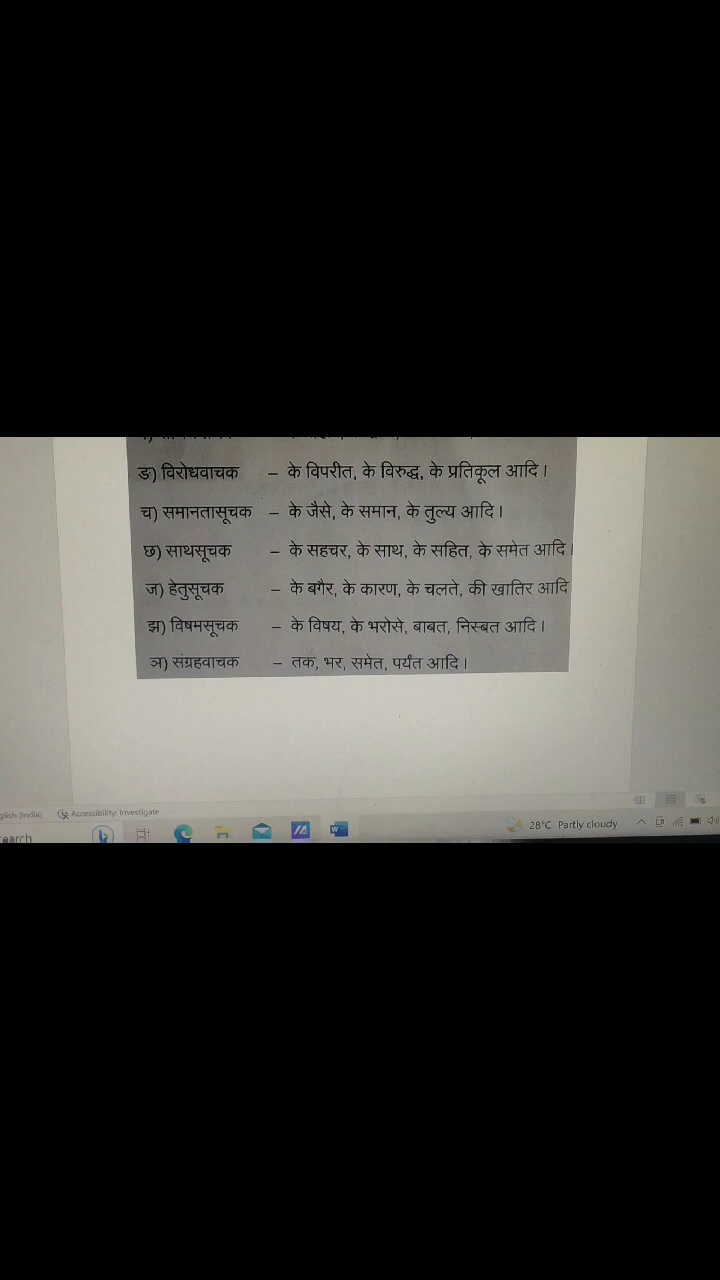 ङ) विरोधवाचक – के विपरीत, के विरुद्ध, के प्रतिकूल आदि।
च) समानतासूचक – के जैसे, के समान, के तुल्य आदि।
छ) साथसूचक – के सहचर, के साथ, के सहित, के समेत आदि।
ज) हेतुसूचक – के बगैर, के कारण, के चलते, की खातिर आदि
झ) विषमसूचक – के विषय, के भरोसे, बाबत, निस्बत आदि।
ञ) संग्रहवाचक – तक, भर, समेत, पर्यंत आदि।
(India) Accessibility: Investigate
28°C Partly cloudy